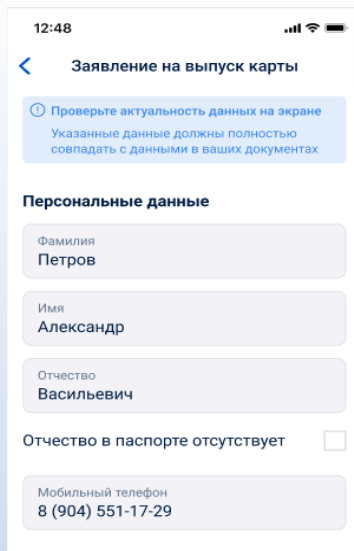 12:48
Заявление на выпуск карты
Проверьте актуальность данных на экране
Указанные данные должны полностью
совпадать с данными в ваших документах
Персональные данные
Фамилия
Петров
Имя
Александр
Отчество
Васильевич
Отчество в паспорте отсутствует
Мобильный телефон
8 (904) 551-17-29